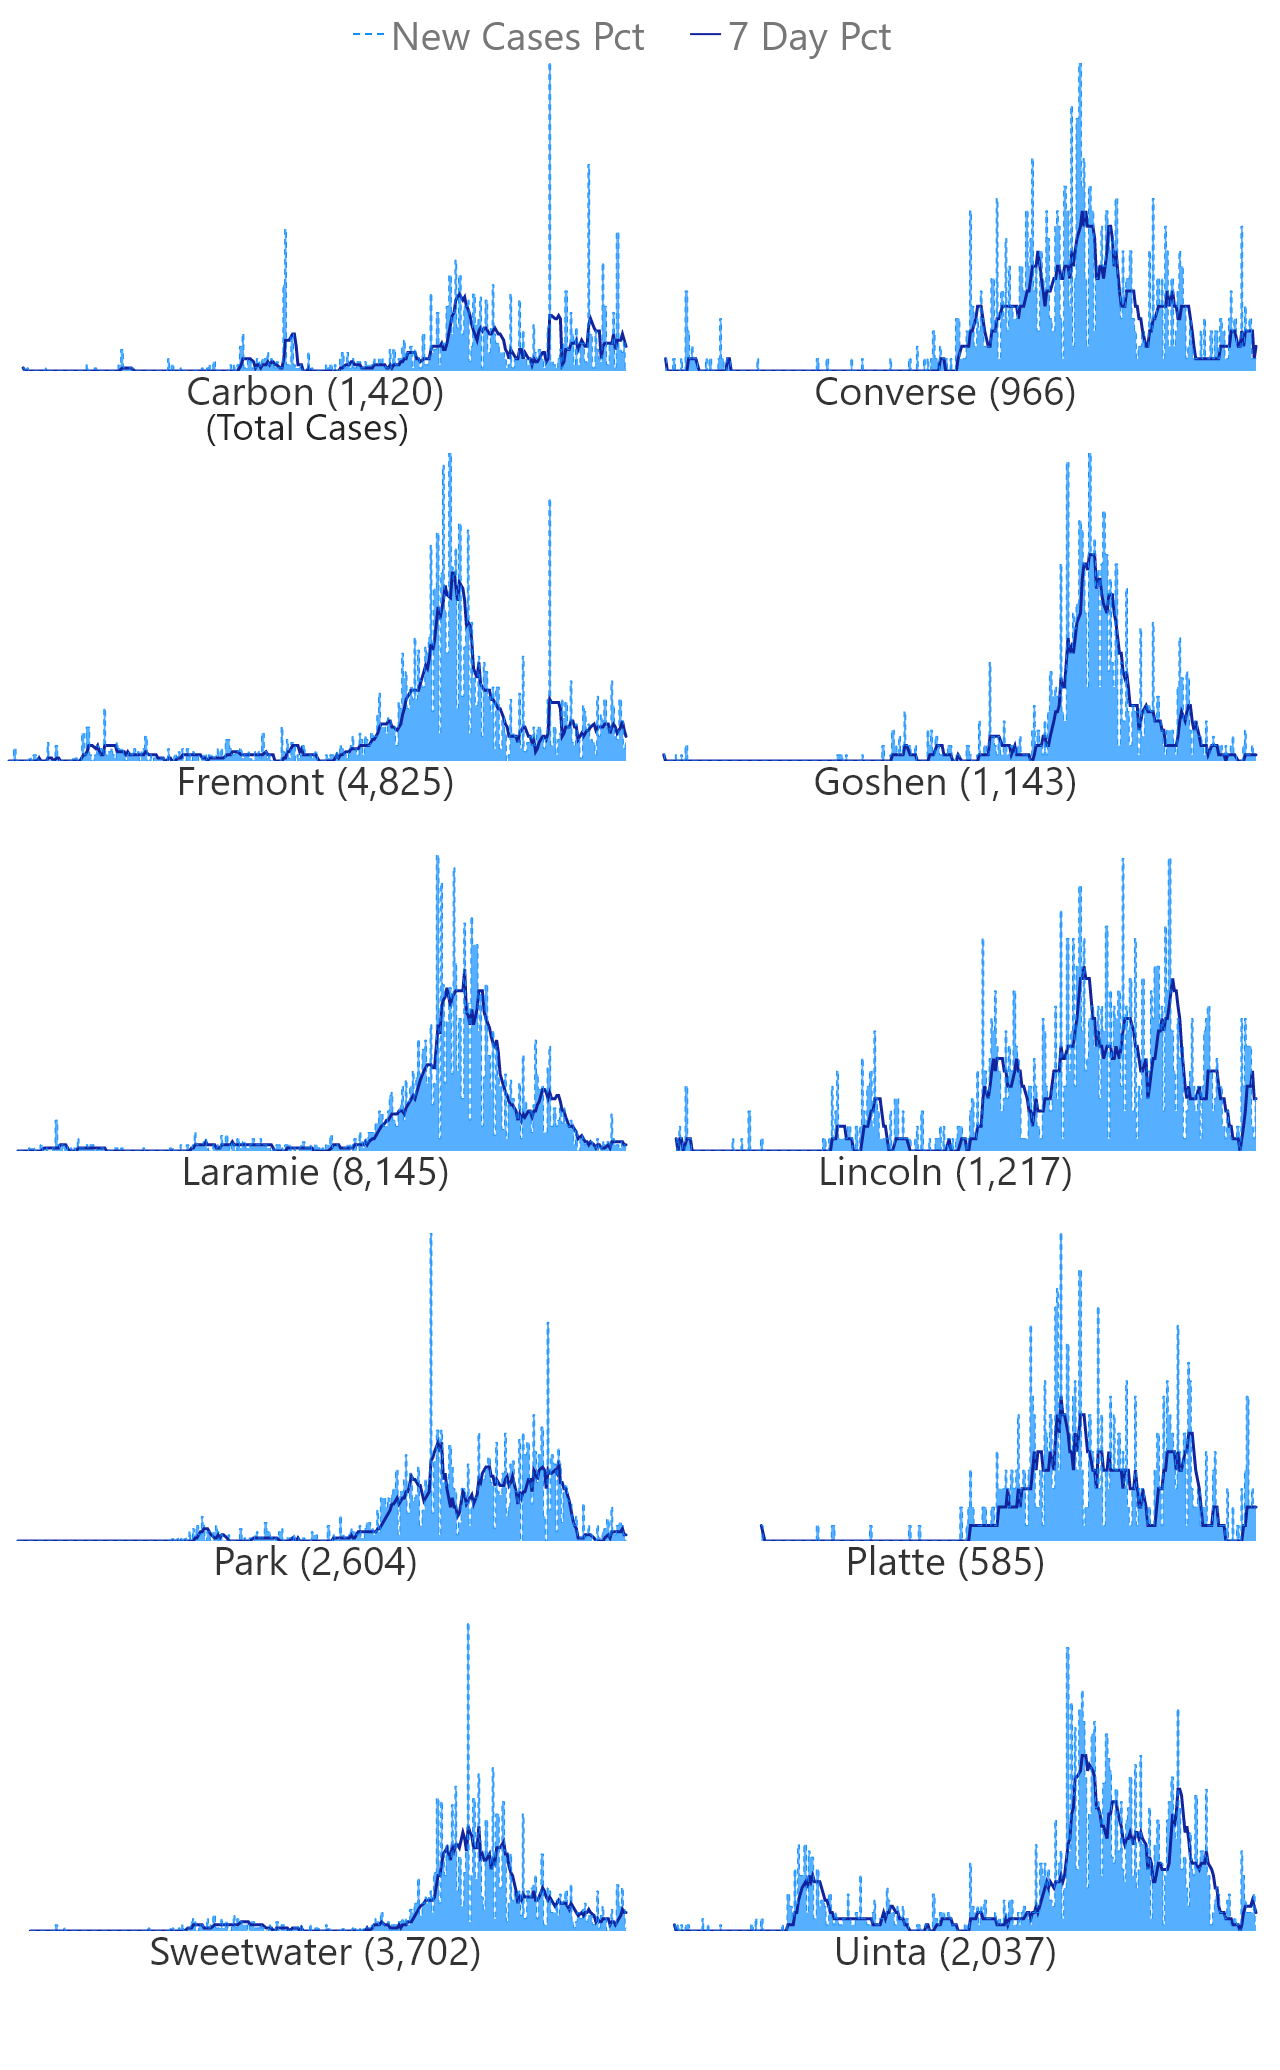 New Cases Pct 7 Day Pct
Carbon (1,420) Converse (966)
(Total Cases)
Fremont (4,825) Goshen (1,143)
Laramie (8,145) Lincoln (1,217)
Park (2,604) Platte (585)
Sweetwater (3,702) Uinta (2,037)